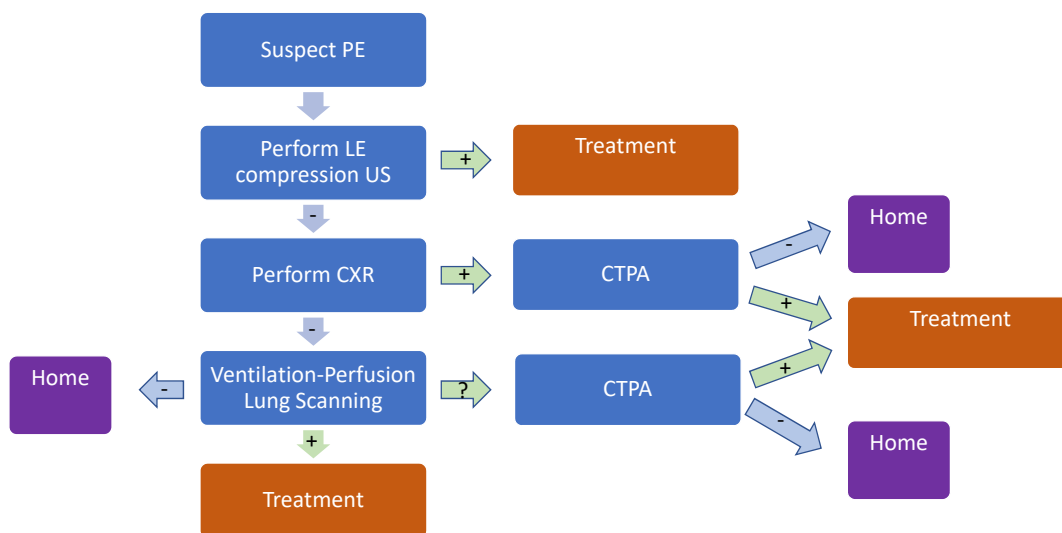 Suspect PE
Perform LE
compression US
+
Treatment
-
Home
-
Perform CXR
+
CTPA
+
Treatment
-
Home
-
Ventilation-Perfusion
Lung Scanning
?
CTPA
+
-
Home
+
Treatment